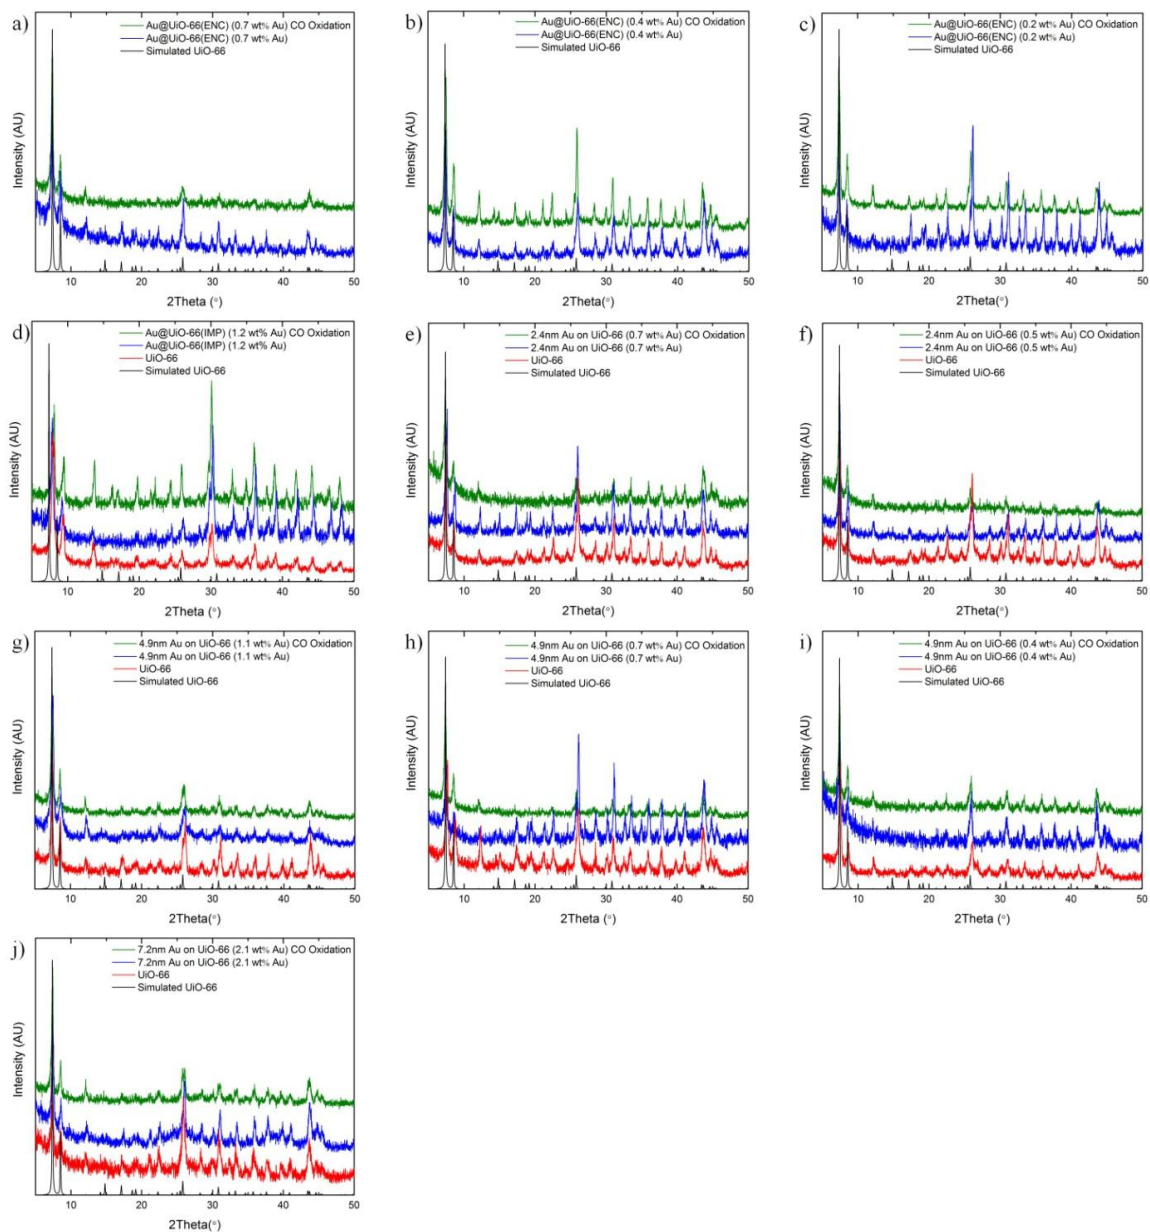 a)
Au@UiO-66(ENC) (0.7 wt% Au) CO Oxidation
Au@UiO-66(ENC) (0.7 wt% Au)
Simulated UiO-66
Intensity (AU)
10 20 30 40 50
2Theta(°)
b)
Au@UiO-66(ENC) (0.4 wt% Au) CO Oxidation
Au@UiO-66(ENC) (0.4 wt% Au)
Simulated UiO-66
Intensity (AU)
10 20 30 40 50
2Theta(°)
c)
Au@UiO-66(ENC) (0.2 wt% Au) CO Oxidation
Au@UiO-66(ENC) (0.2 wt% Au)
Simulated UiO-66
Intensity (AU)
10 20 30 40 50
2Theta(°)
d)
Au@UiO-66(IMP) (1.2 wt% Au) CO Oxidation
Au@UiO-66(IMP) (1.2 wt% Au)
UiO-66
Simulated UiO-66
Intensity (AU)
10 20 30 40 50
2Theta (°)
e)
2.4nm Au on UiO-66 (0.7 wt% Au) CO Oxidation
2.4nm Au on UiO-66 (0.7 wt% Au)
UiO-66
Simulated UiO-66
Intensity (AU)
10 20 30 40 50
2Theta (°)
f)
2.4nm Au on UiO-66 (0.5 wt% Au) CO Oxidation
2.4nm Au on UiO-66 (0.5 wt% Au)
UiO-66
Simulated UiO-66
Intensity (AU)
10 20 30 40 50
2Theta (°)
g)
4.9nm Au on UiO-66 (1.1 wt% Au) CO Oxidation
4.9nm Au on UiO-66 (1.1 wt% Au)
UiO-66
Simulated UiO-66
Intensity (AU)
10 20 30 40 50
2Theta(°)
h)
4.9nm Au on UiO-66 (0.7 wt% Au) CO Oxidation
4.9nm Au on UiO-66 (0.7 wt% Au)
UiO-66
Simulated UiO-66
Intensity (AU)
10 20 30 40 50
2Theta(°)
i)
4.9nm Au on UiO-66 (0.4 wt% Au) CO Oxidation
4.9nm Au on UiO-66 (0.4 wt% Au)
UiO-66
Simulated UiO-66
Intensity (AU)
10 20 30 40 50
2Theta(°)
j)
7.2nm Au on UiO-66 (2.1 wt% Au) CO Oxidation
7.2nm Au on UiO-66 (2.1 wt% Au)
UiO-66
Simulated UiO-66
Intensity (AU)
10 20 30 40 50
2Theta(°)